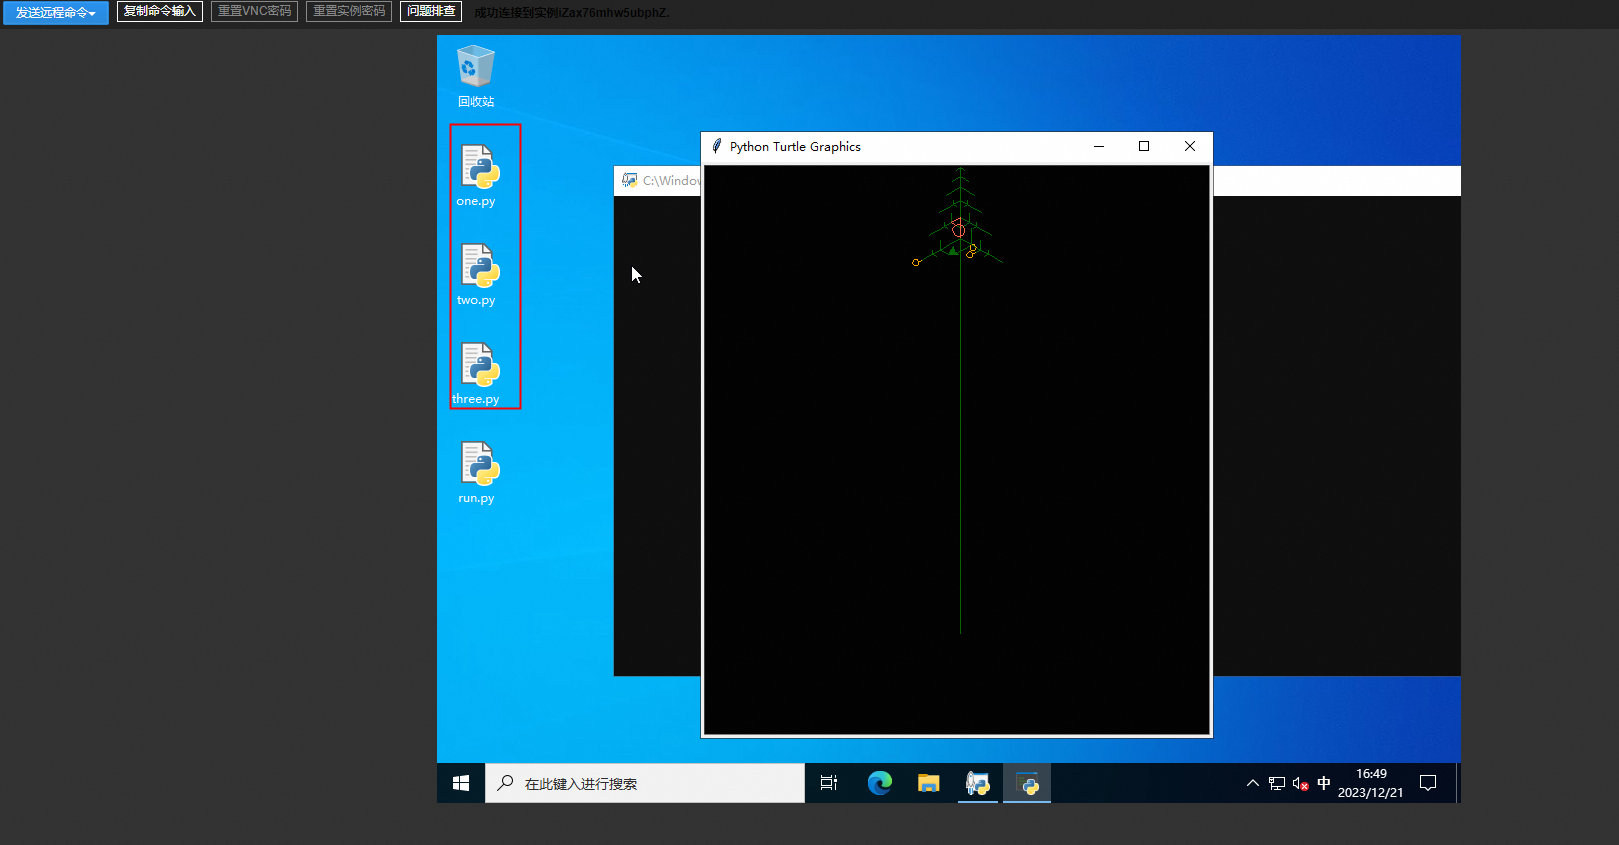 发送远程命令 复制命令输入 重置VNC密码 重置实例密码 问题排查 成功连接到实例iZax76mhw5ubphZ.
回收站
one.py
two.py
three.py
run.py
C:\Window
Python Turtle Graphics
在此键入进行搜索
中
16:49
2023/12/21